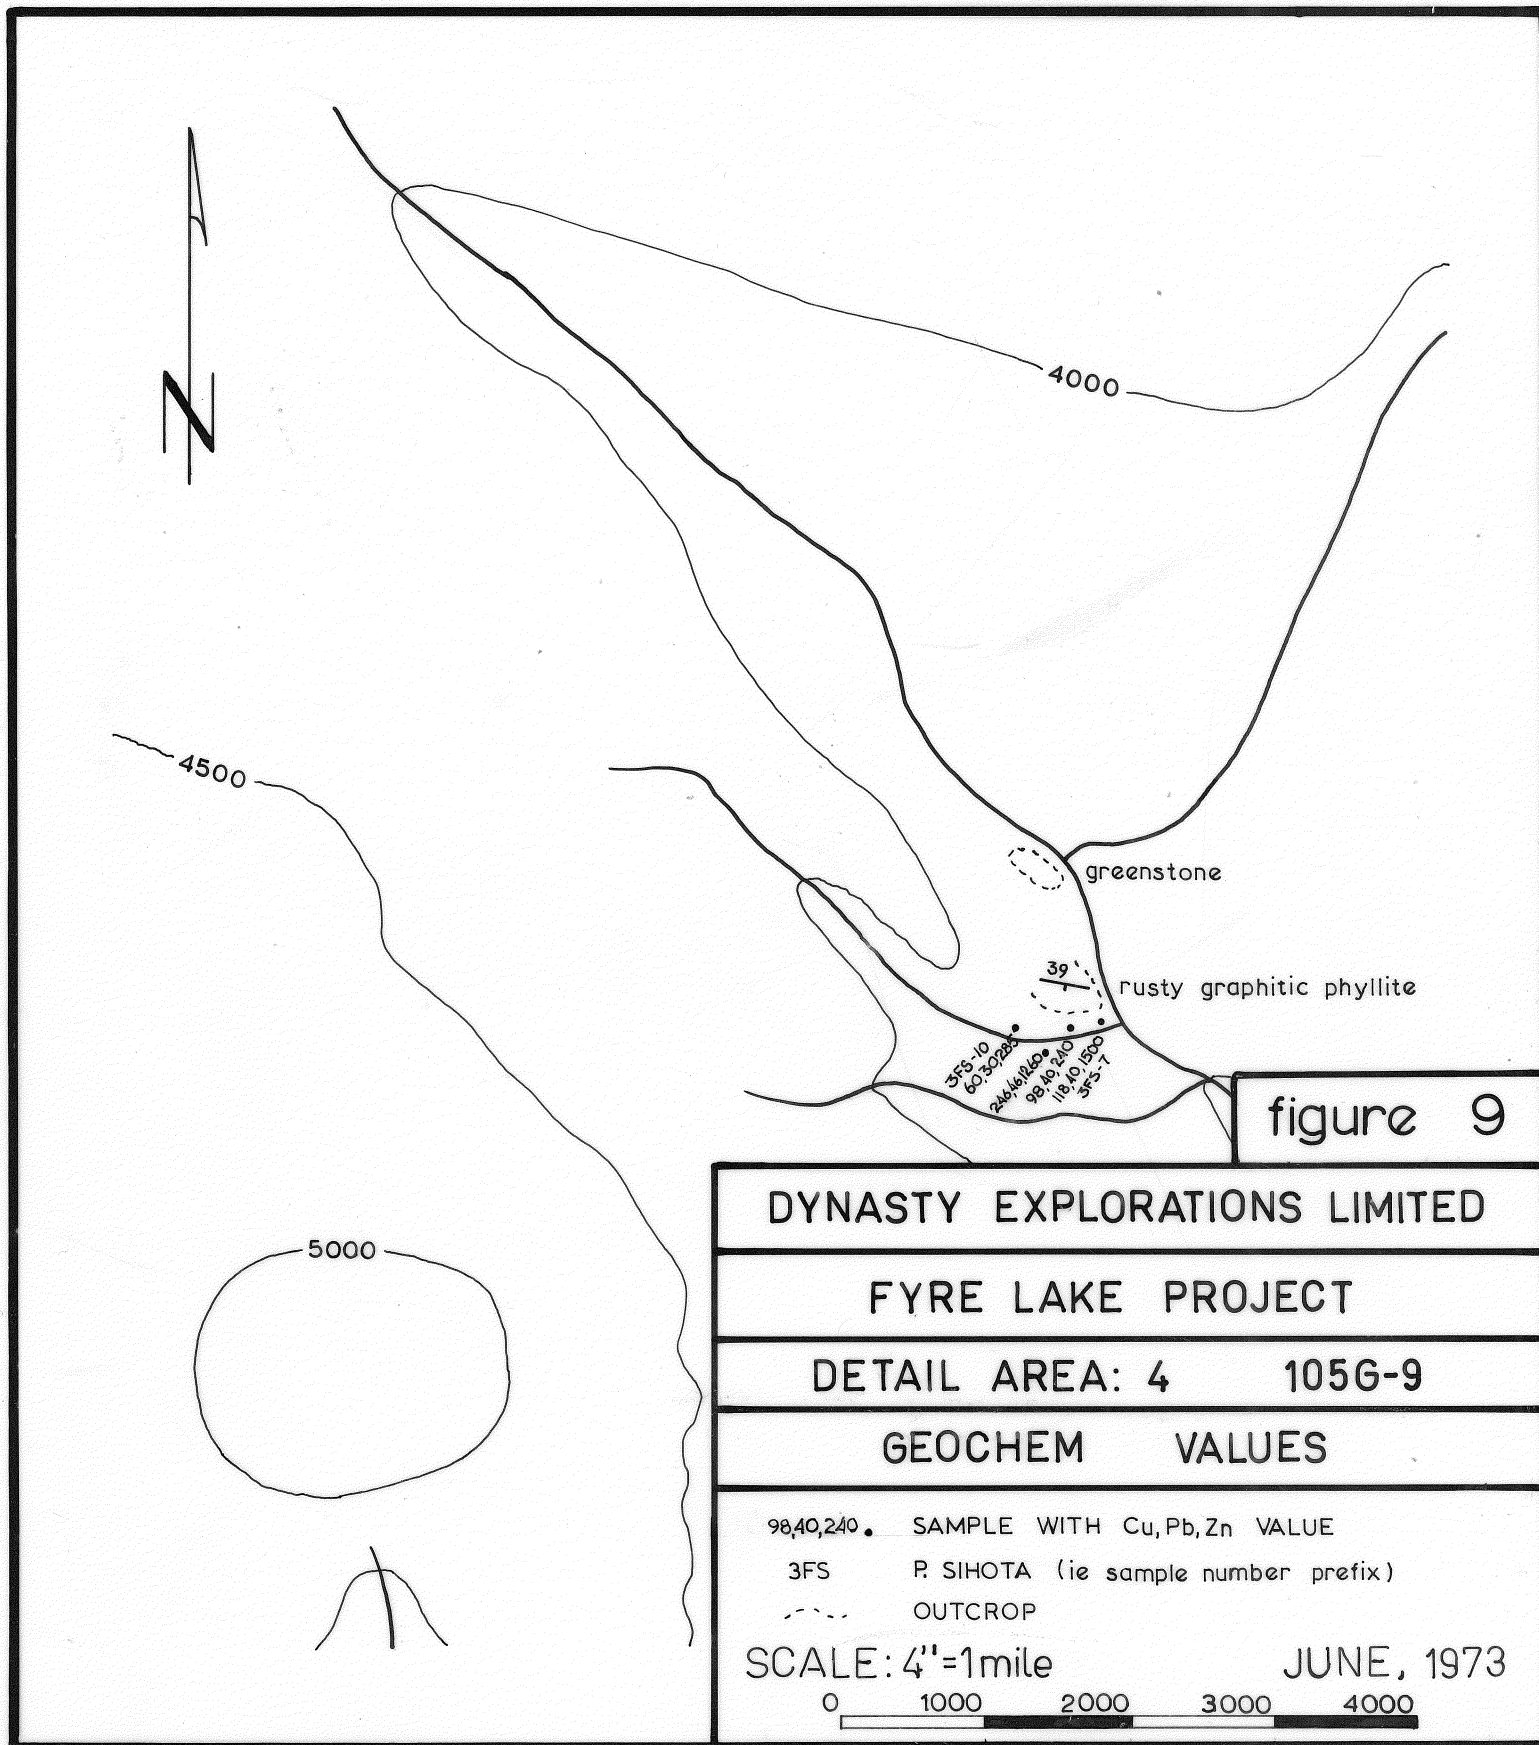 N
4000
4500
greenstone
39
rusty graphitic phyllite
3FS-10
60,30,285
246,46,1260
98,40,240
118,40,1500
3FS-7
5000
figure 9
DYNASTY EXPLORATIONS LIMITED
FYRE LAKE PROJECT
DETAIL AREA: 4 105G-9
GEOCHEM VALUES
98,40,240 SAMPLE WITH Cu, Pb, Zn VALUE
3FS P. SIHOTA (ie sample number prefix)
OUTCROP
SCALE: 4"=1mile JUNE, 1973
0 1000 2000 3000 4000